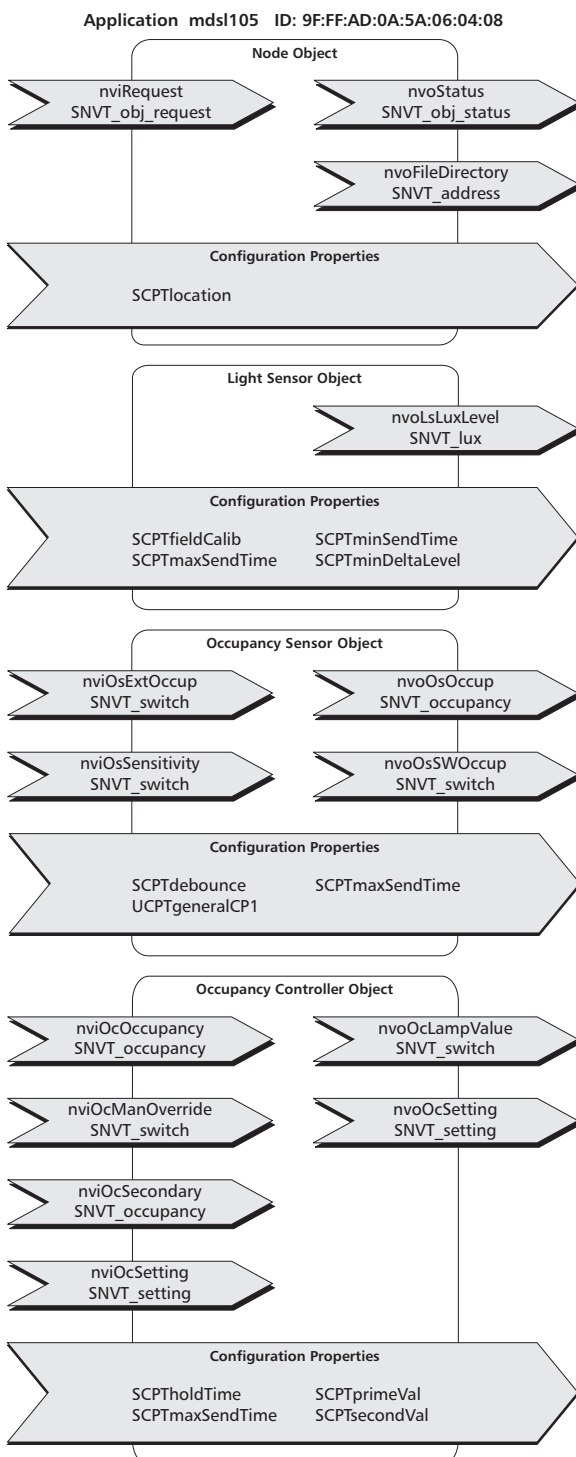 Application mdsl105 ID: 9F:FF:AD:0A:5A:06:04:08
Node Object
nviRequest
SNVT_obj_request
nvoStatus
SNVT_obj_status
nvoFileDirectory
SNVT_address
Configuration Properties
SCPTlocation
Light Sensor Object
nvoLsLuxLevel
SNVT_lux
Configuration Properties
SCPTfieldCalib SCPTminSendTime
SCPTmaxSendTime SCPTminDeltaLevel
Occupancy Sensor Object
nviOsExtOccup
SNVT_switch
nvoOsOccup
SNVT_occupancy
nviOsSensitivity
SNVT_switch
nvoOsSWOccup
SNVT_switch
Configuration Properties
SCPTdebounce SCPTmaxSendTime
UCPTgeneralCP1
Occupancy Controller Object
nviOcOccupancy
SNVT_occupancy
nvoOcLampValue
SNVT_switch
nviOcManOverride
SNVT_switch
nvoOcSetting
SNVT_setting
nviOcSecondary
SNVT_occupancy
nviOcSetting
SNVT_setting
Configuration Properties
SCPTholdTime SCPTprimeVal
SCPTmaxSendTime SCPTsecondVal